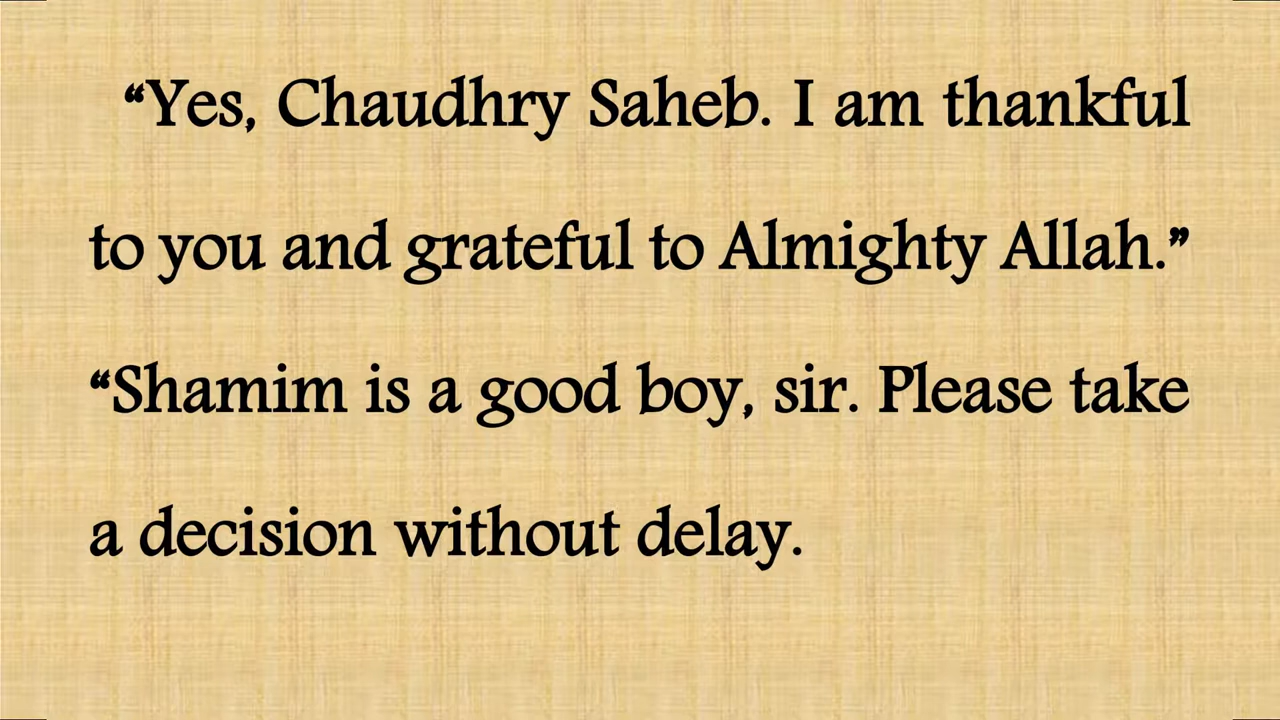 “Yes, Chaudhry Saheb. I am thankful
to you and grateful to Almighty Allah.”
“Shamim is a good boy, sir. Please take
a decision without delay.